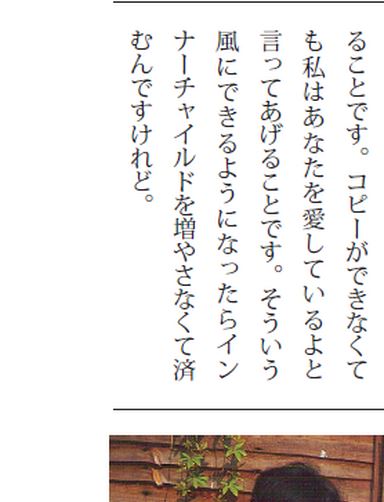 ることです。コピーができなくて
も私はあなたを愛しているよと
言ってあげることです。そういう
風にできるようになったらイン
ナーチャイルドを増やさなくて済
むんですけれど。